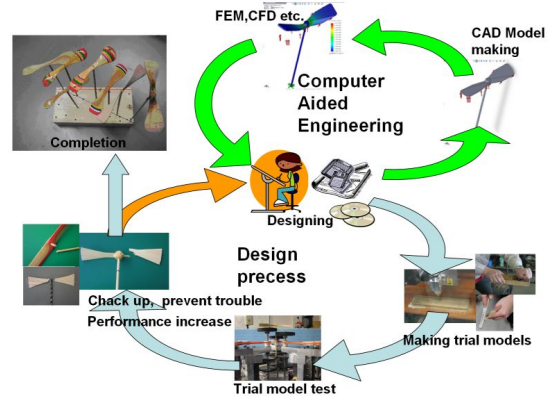 FEM,CFD etc.
CAD Model
making
Computer
Aided
Engineering
Completion
Designing
Design
precess
Chack up, prevent trouble
Performance increase
Making trial models
Trial model test